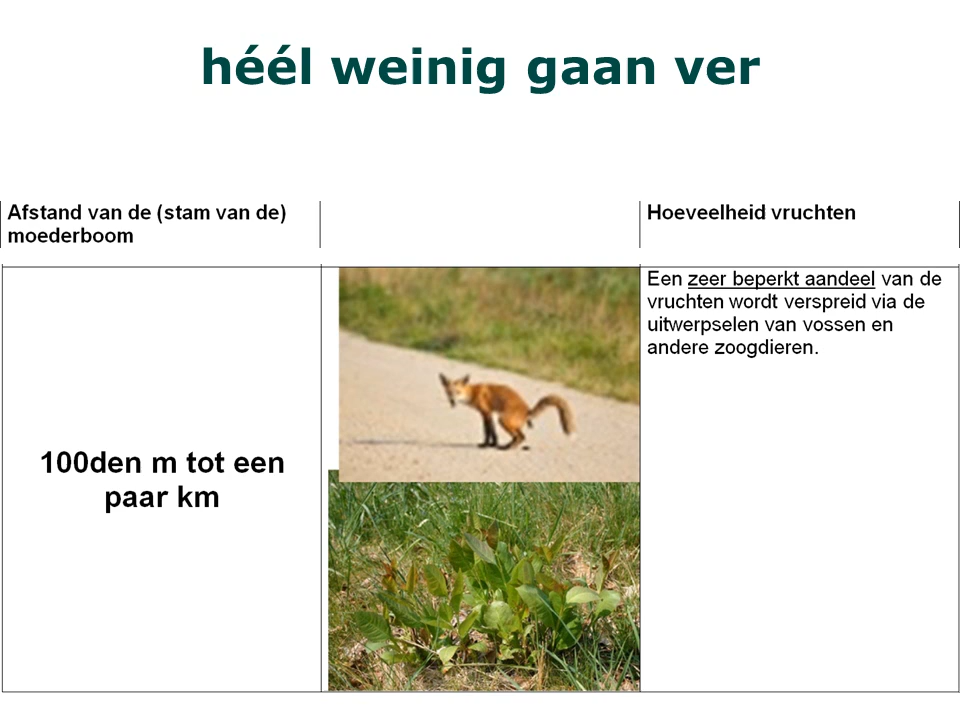 héél weinig gaan ver
Afstand van de (stam van de)
moederboom
Hoeveelheid vruchten
100den m tot een
paar km
Een zeer beperkt aandeel van de
vruchten wordt verspreid via de
uitwerpselen van vossen en
andere zoogdieren.